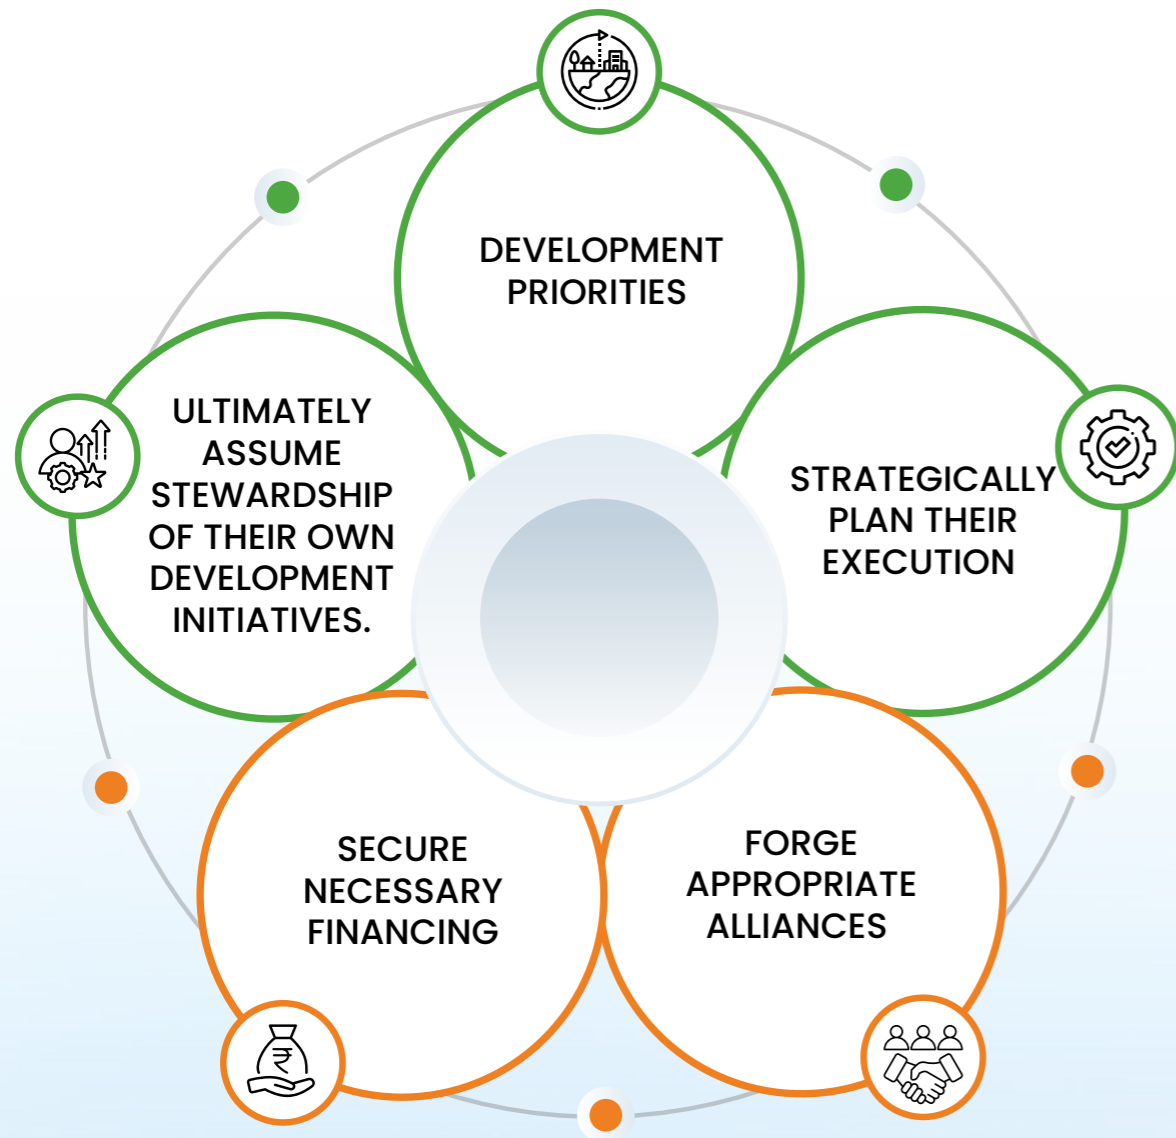 DEVELOPMENT
PRIORITIES
STRATEGICALLY
PLAN THEIR
EXECUTION
FORGE
APPROPRIATE
ALLIANCES
SECURE
NECESSARY
FINANCING
ULTIMATELY
ASSUME
STEWARDSHIP
OF THEIR OWN
DEVELOPMENT
INITIATIVES.
₹